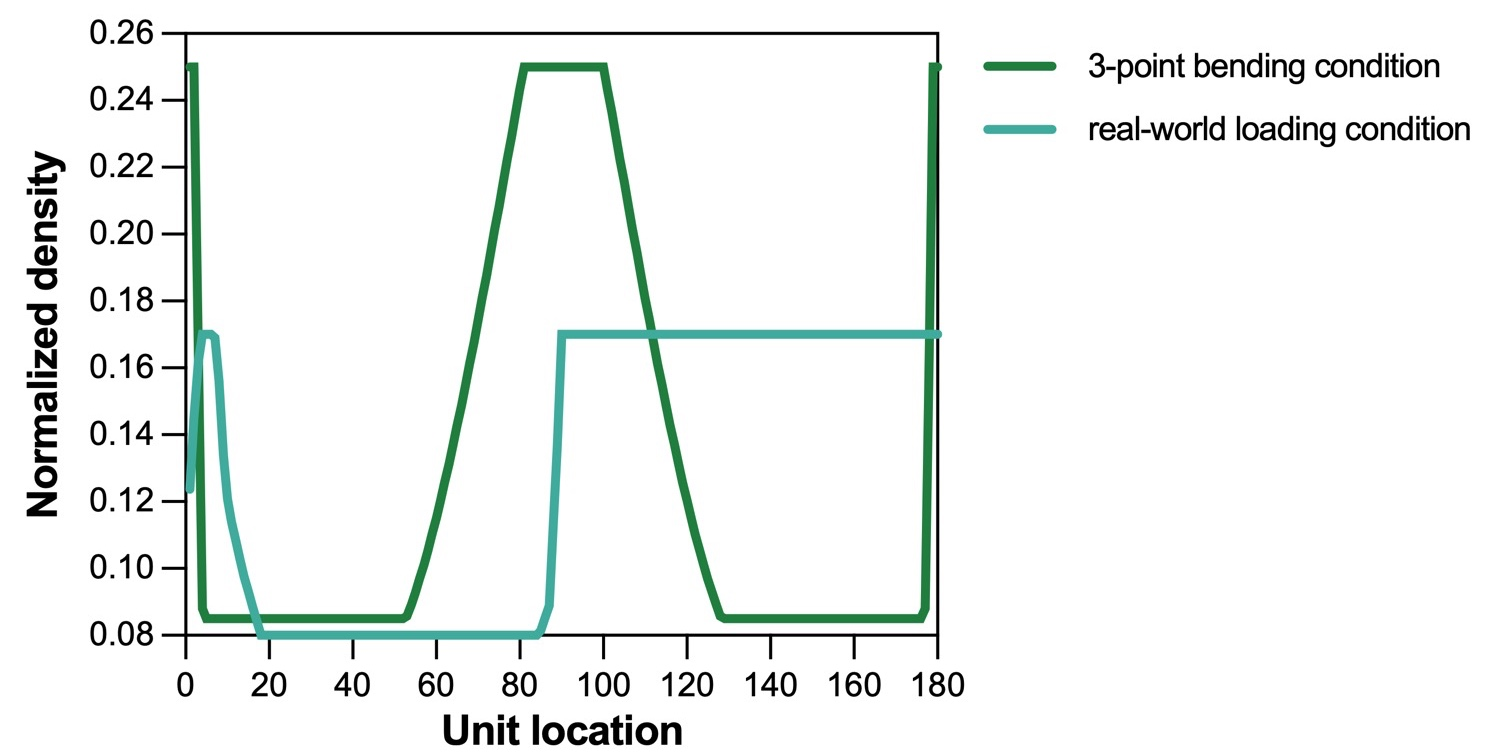 0.26
0.24
0.22
0.20
0.18
0.16
0.14
0.12
0.10
0.08
Normalized density
0 20 40 60 80 100 120 140 160 180
Unit location
3-point bending condition
real-world loading condition